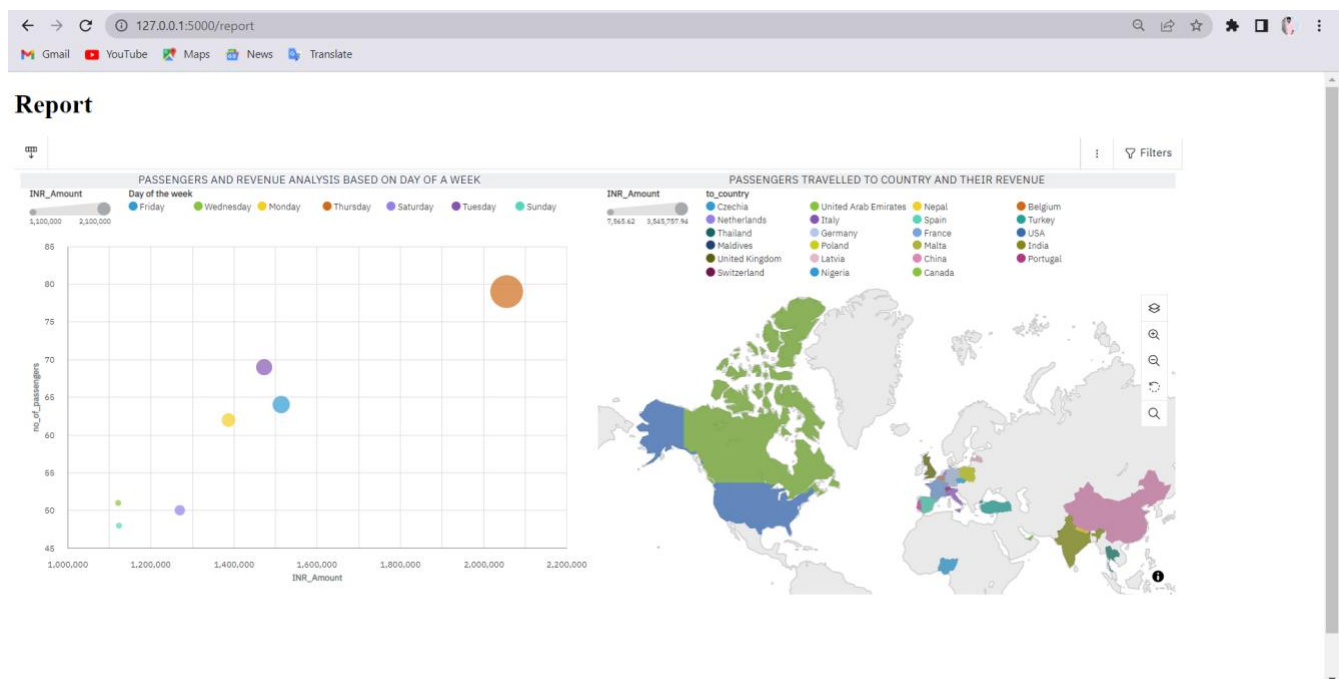 127.0.0.1:5000/report
Gmail YouTube Maps News Translate
Report
Filters
PASSENGERS AND REVENUE ANALYSIS BASED ON DAY OF A WEEK
INR_Amount
1,100,000 2,100,000
Day of the week
Friday Wednesday Monday Thursday Saturday Tuesday Sunday
no_of_passengers
85
80
75
70
65
60
55
50
45
1,000,000 1,200,000 1,400,000 1,600,000 1,800,000 2,000,000 2,200,000
INR_Amount
PASSENGERS TRAVELLED TO COUNTRY AND THEIR REVENUE
INR_Amount
7,565.62 3,545,757.94
to_country
Czechia United Arab Emirates Nepal Belgium
Netherlands Italy Spain Turkey
Thailand Germany France USA
Maldives Poland Malta India
United Kingdom Latvia China Portugal
Switzerland Nigeria Canada